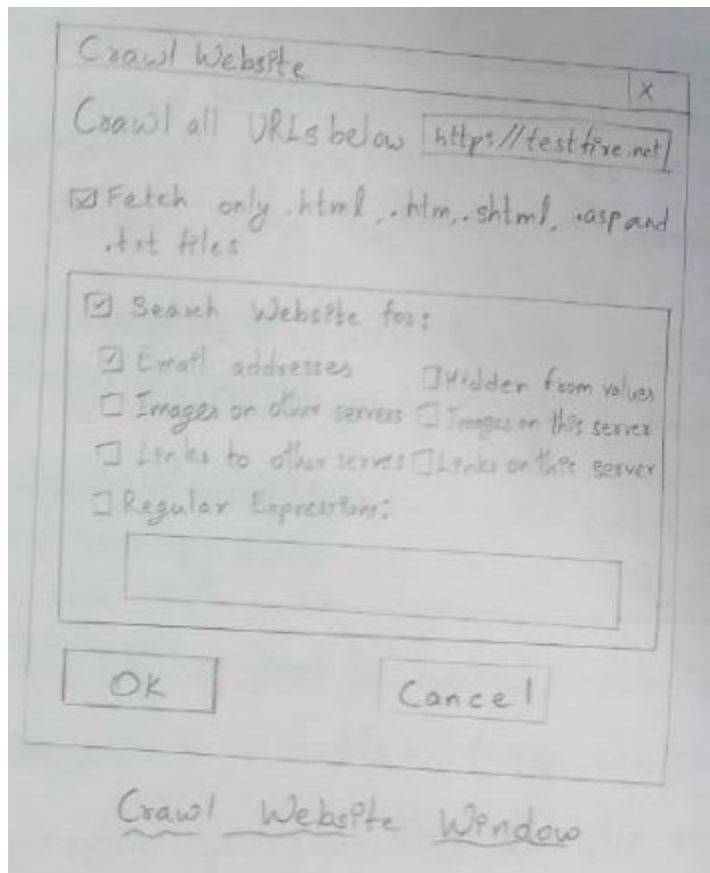 Crawl Website
X
Crawl all URLs below https://testfire.net
Fetch only .html, .htm, .shtml, .asp and
.txt files
Search Website for:
Email addresses Hidden form values
Images on other servers Images on this server
Links to other servers Links on this server
Regular Expressions:
OK Cancel
Crawl Website Window